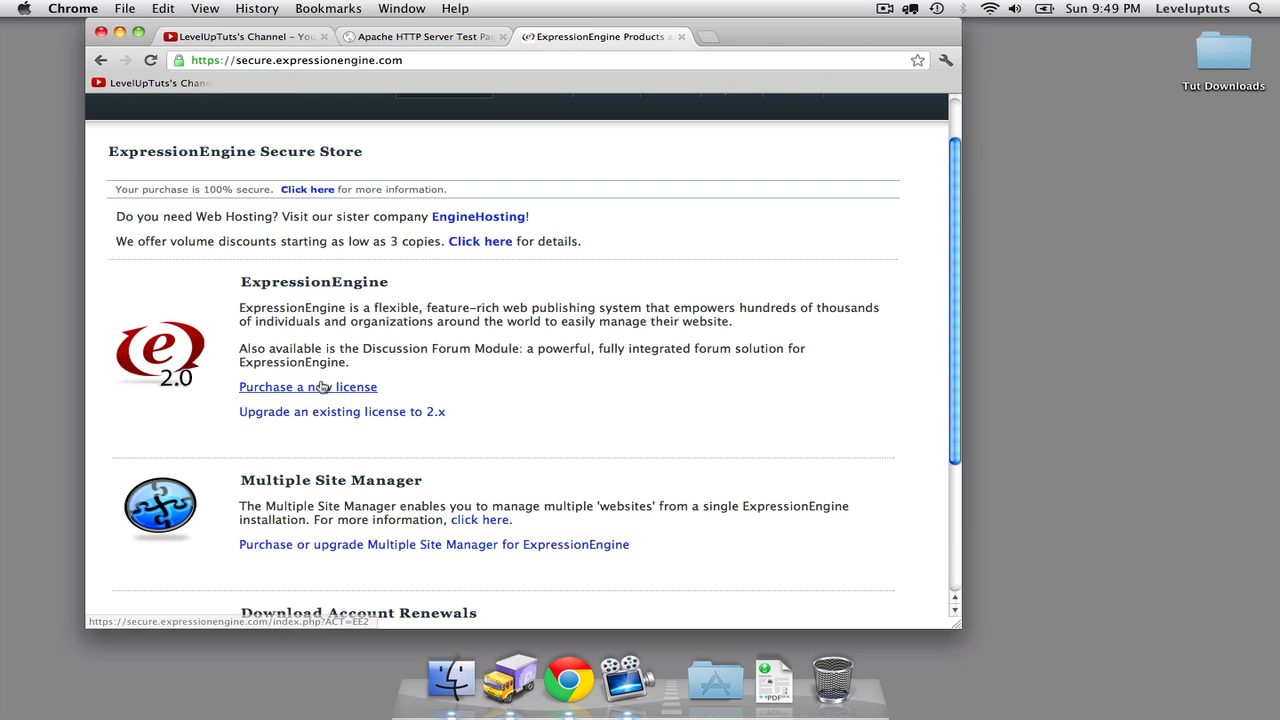 Chrome File Edit View History Bookmarks Window Help Sun 9:49 PM Leveluptuts
LevelUpTuts's Channel - You Apache HTTP Server Test Pag ExpressionEngine Products a
https://secure.expressionengine.com
LevelUpTuts's Chan
Tut Downloads
ExpressionEngine Secure Store
Your purchase is 100% secure. Click here for more information.
Do you need Web Hosting? Visit our sister company EngineHosting!
We offer volume discounts starting as low as 3 copies. Click here for details.
ExpressionEngine
ExpressionEngine is a flexible, feature-rich web publishing system that empowers hundreds of thousands
of individuals and organizations around the world to easily manage their website.
Also available is the Discussion Forum Module: a powerful, fully integrated forum solution for
ExpressionEngine.
e
2.0
Purchase a new license
Upgrade an existing license to 2.x
Multiple Site Manager
The Multiple Site Manager enables you to manage multiple 'websites' from a single ExpressionEngine
installation. For more information, click here.
Purchase or upgrade Multiple Site Manager for ExpressionEngine
Download Account Renewals
https://secure.expressionengine.com/index.php?ACT=EE2
PDF